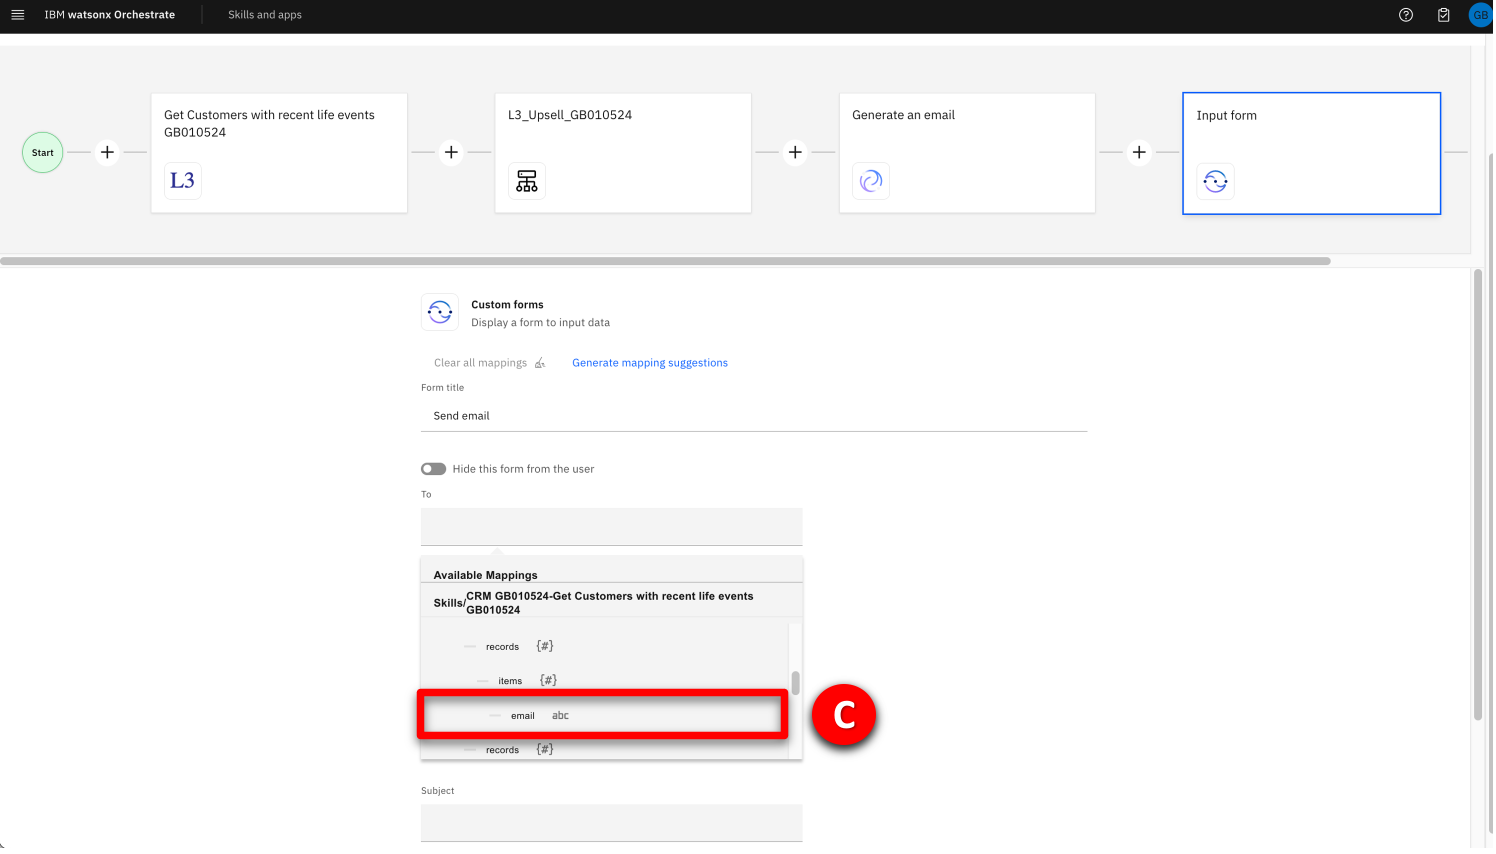 IBM watsonx Orchestrate
Skills and apps
GB
Start
Get Customers with recent life events
GB010524
L3
L3_Upsell_GB010524
Generate an email
Input form
Custom forms
Display a form to input data
Clear all mappings
Generate mapping suggestions
Form title
Send email
Hide this form from the user
To
Available Mappings
Skills/CRM GB010524-Get Customers with recent life events
GB010524
records {#}
items {#}
email abc
C
records {#}
Subject